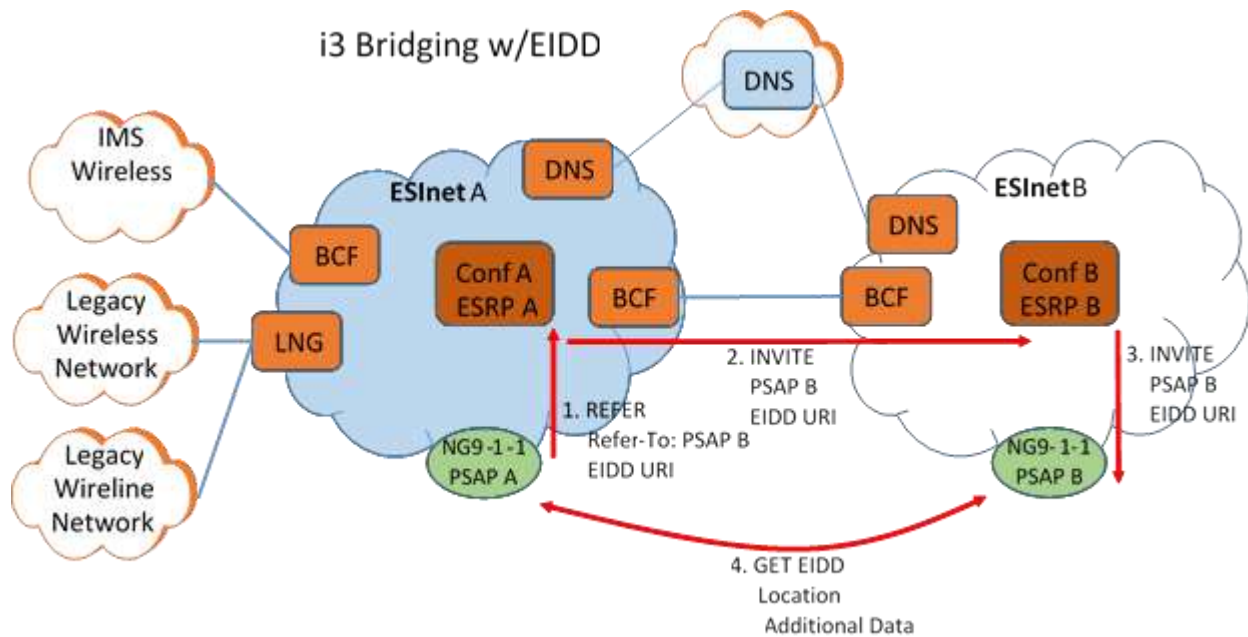 i3 Bridging w/EIDD
DNS
IMS
Wireless
DNS
ESInet A
ESInet B
DNS
BCF
Conf A
ESRP A
BCF
BCF
Conf B
ESRP B
Legacy
Wireless
Network
LNG
2. INVITE
PSAP B
EIDD URI
3. INVITE
PSAP B
EIDD URI
1. REFER
Refer-To: PSAP B
EIDD URI
NG9-1-1
PSAP A
NG9-1-1
PSAP B
Legacy
Wireline
Network
4. GET EIDD
Location
Additional Data